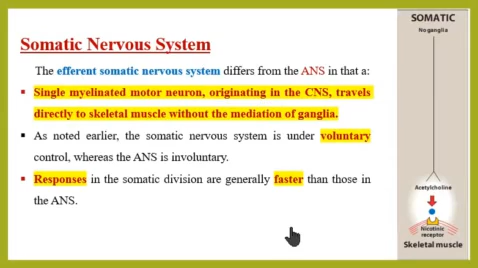 Somatic Nervous System
The efferent somatic nervous system differs from the ANS in that a:
Single myelinated motor neuron, originating in the CNS, travels
directly to skeletal muscle without the mediation of ganglia.
As noted earlier, the somatic nervous system is under voluntary
control, whereas the ANS is involuntary.
Responses in the somatic division are generally faster than those in
the ANS.
SOMATIC
No ganglia
Acetylcholine
Nicotinic
receptor
Skeletal muscle